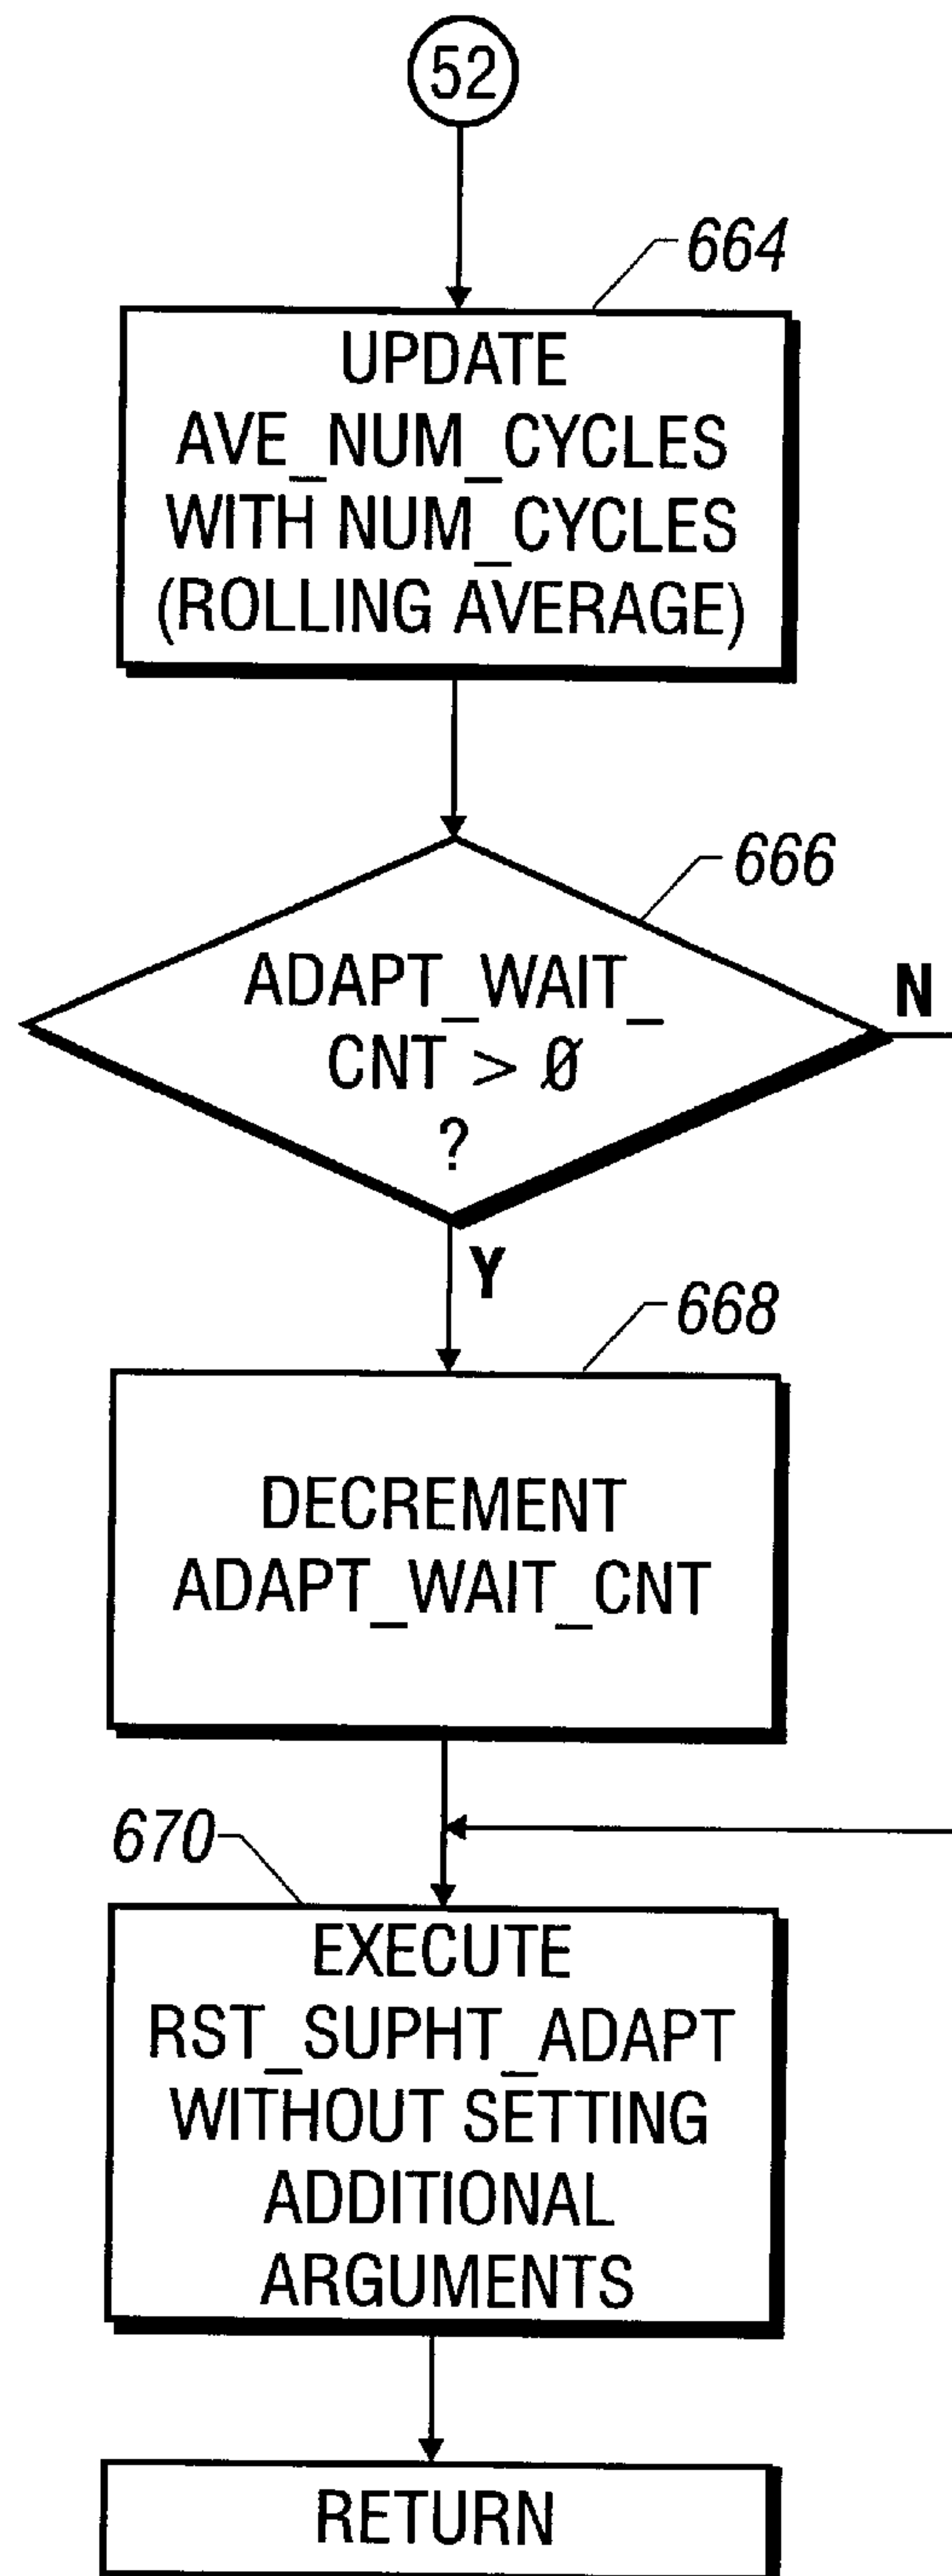 52
664
UPDATE
AVE_NUM_CYCLES
WITH NUM_CYCLES
(ROLLING AVERAGE)
666
ADAPT_WAIT_
CNT > Ø
?
N
Y
668
DECREMENT
ADAPT_WAIT_CNT
670
EXECUTE
RST_SUPHT_ADAPT
WITHOUT SETTING
ADDITIONAL
ARGUMENTS
RETURN